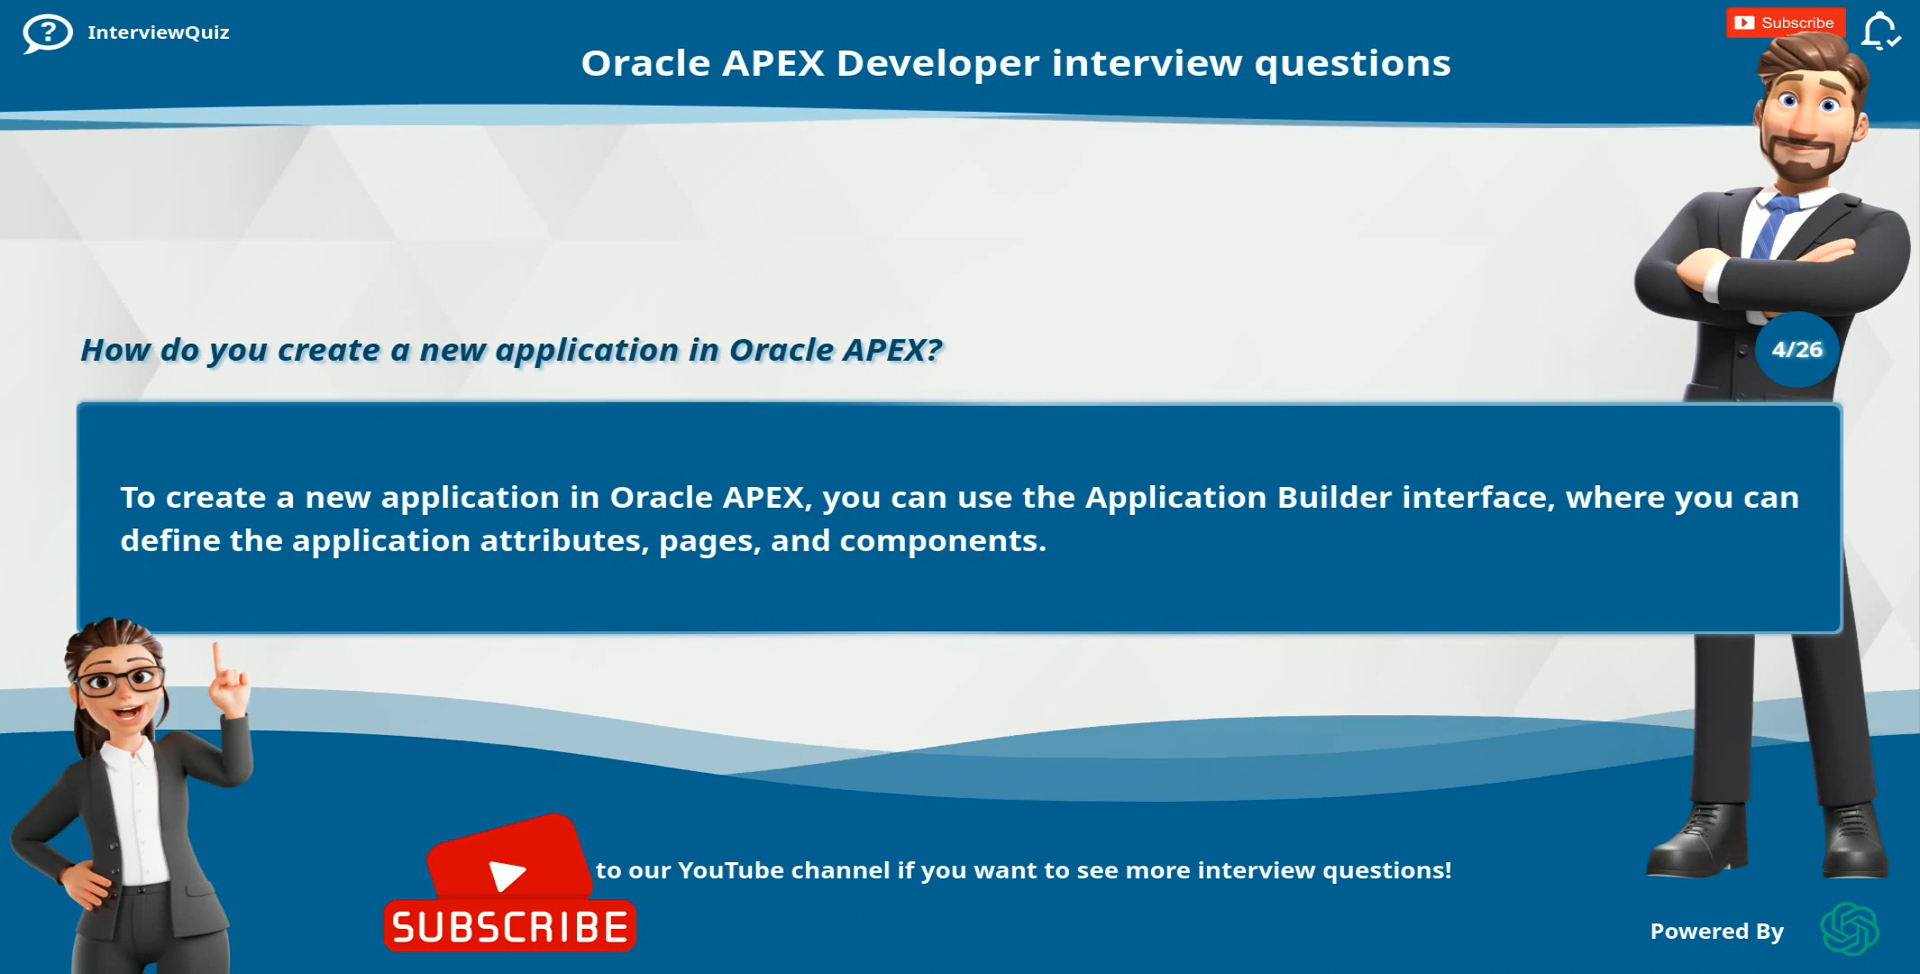 InterviewQuiz
Subscribe
Oracle APEX Developer interview questions
How do you create a new application in Oracle APEX?
4/26
To create a new application in Oracle APEX, you can use the Application Builder interface, where you can
define the application attributes, pages, and components.
to our YouTube channel if you want to see more interview questions!
SUBSCRIBE
Powered By